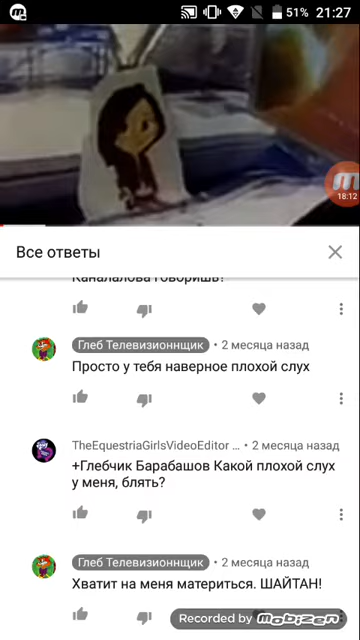 51% 21:27
18:12
Все ответы
Каналалова говоришь?
Глеб Телевизионнщик • 2 месяца назад
Просто у тебя наверное плохой слух
TheEquestriaGirlsVideoEditor ... • 2 месяца назад
+Глебчик Барабашов Какой плохой слух
у меня, блять?
Глеб Телевизионнщик • 2 месяца назад
Хватит на меня материться. ШАЙТАН!
Recorded by Mobizen